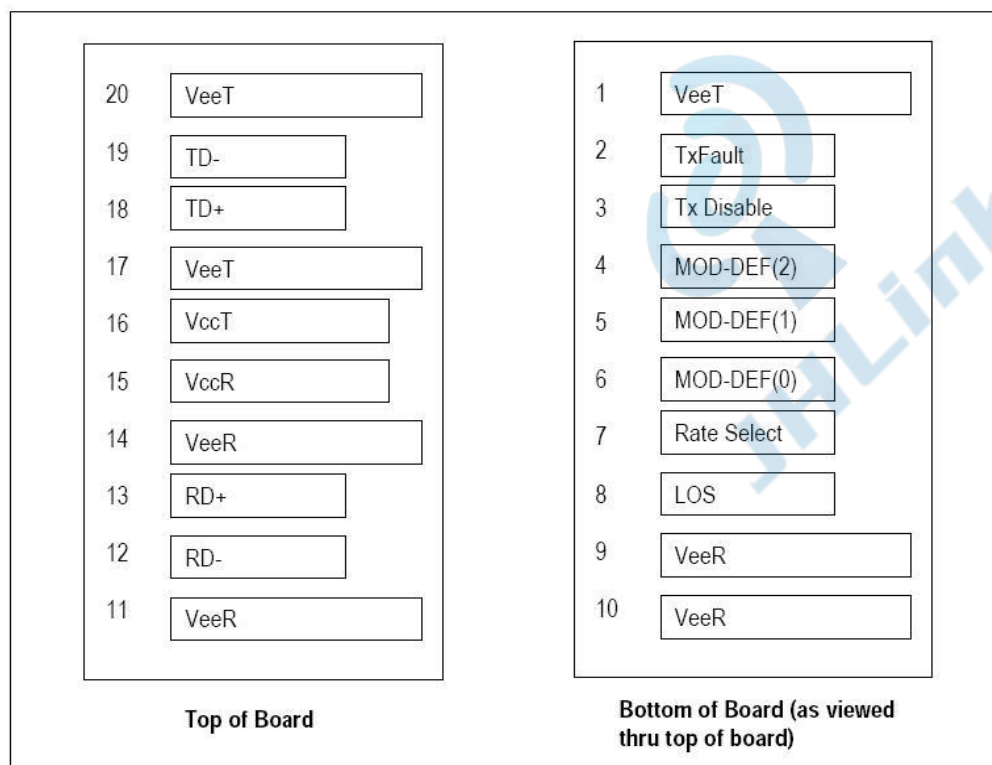 20 VeeT
19 TD-
18 TD+
17 VeeT
16 VccT
15 VccR
14 VeeR
13 RD+
12 RD-
11 VeeR
Top of Board
1 VeeT
2 TxFault
3 Tx Disable
4 MOD-DEF(2)
5 MOD-DEF(1)
6 MOD-DEF(0)
7 Rate Select
8 LOS
9 VeeR
10 VeeR
Bottom of Board (as viewed
thru top of board)
JHLink